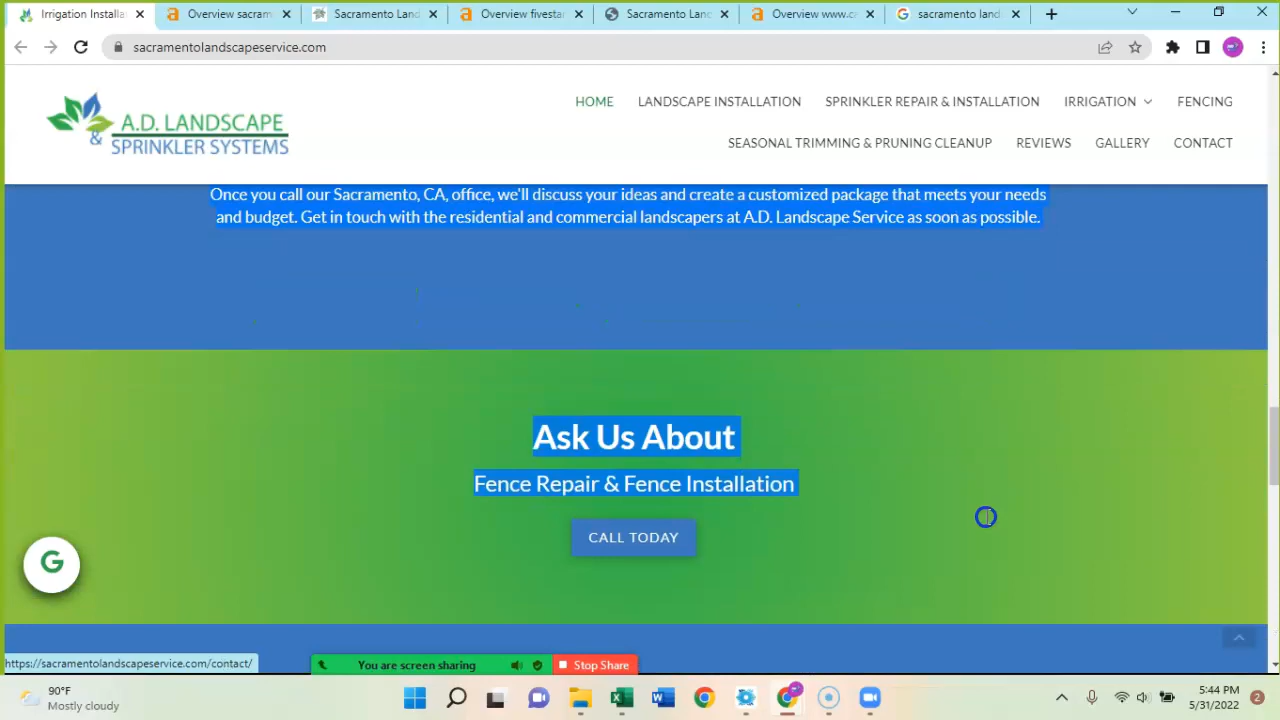 Irrigation Installa
Overview sacram
Sacramento Land
Overview fivestar
Sacramento Land
Overview www.ca
sacramento land
sacramentolandscapeservice.com
A.D. LANDSCAPE
& SPRINKLER SYSTEMS
HOME LANDSCAPE INSTALLATION SPRINKLER REPAIR & INSTALLATION IRRIGATION FENCING
SEASONAL TRIMMING & PRUNING CLEANUP REVIEWS GALLERY CONTACT
Once you call our Sacramento, CA, office, we'll discuss your ideas and create a customized package that meets your needs
and budget. Get in touch with the residential and commercial landscapers at A.D. Landscape Service as soon as possible.
Ask Us About
Fence Repair & Fence Installation
CALL TODAY
G
https://sacramentolandscapeservice.com/contact/
You are screen sharing
Stop Share
90°F
Mostly cloudy
5:44 PM
5/31/2022
2